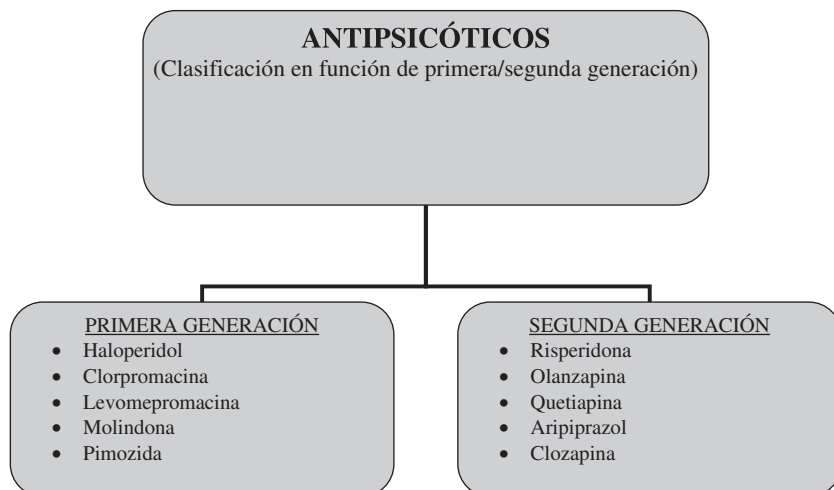 ANTIPSICÓTICOS
(Clasificación en función de primera/segunda generación)
PRIMERA GENERACIÓN
• Haloperidol
• Clorpromacina
• Levomepromacina
• Molindona
• Pimozida
SEGUNDA GENERACIÓN
• Risperidona
• Olanzapina
• Quetiapina
• Aripiprazol
• Clozapina